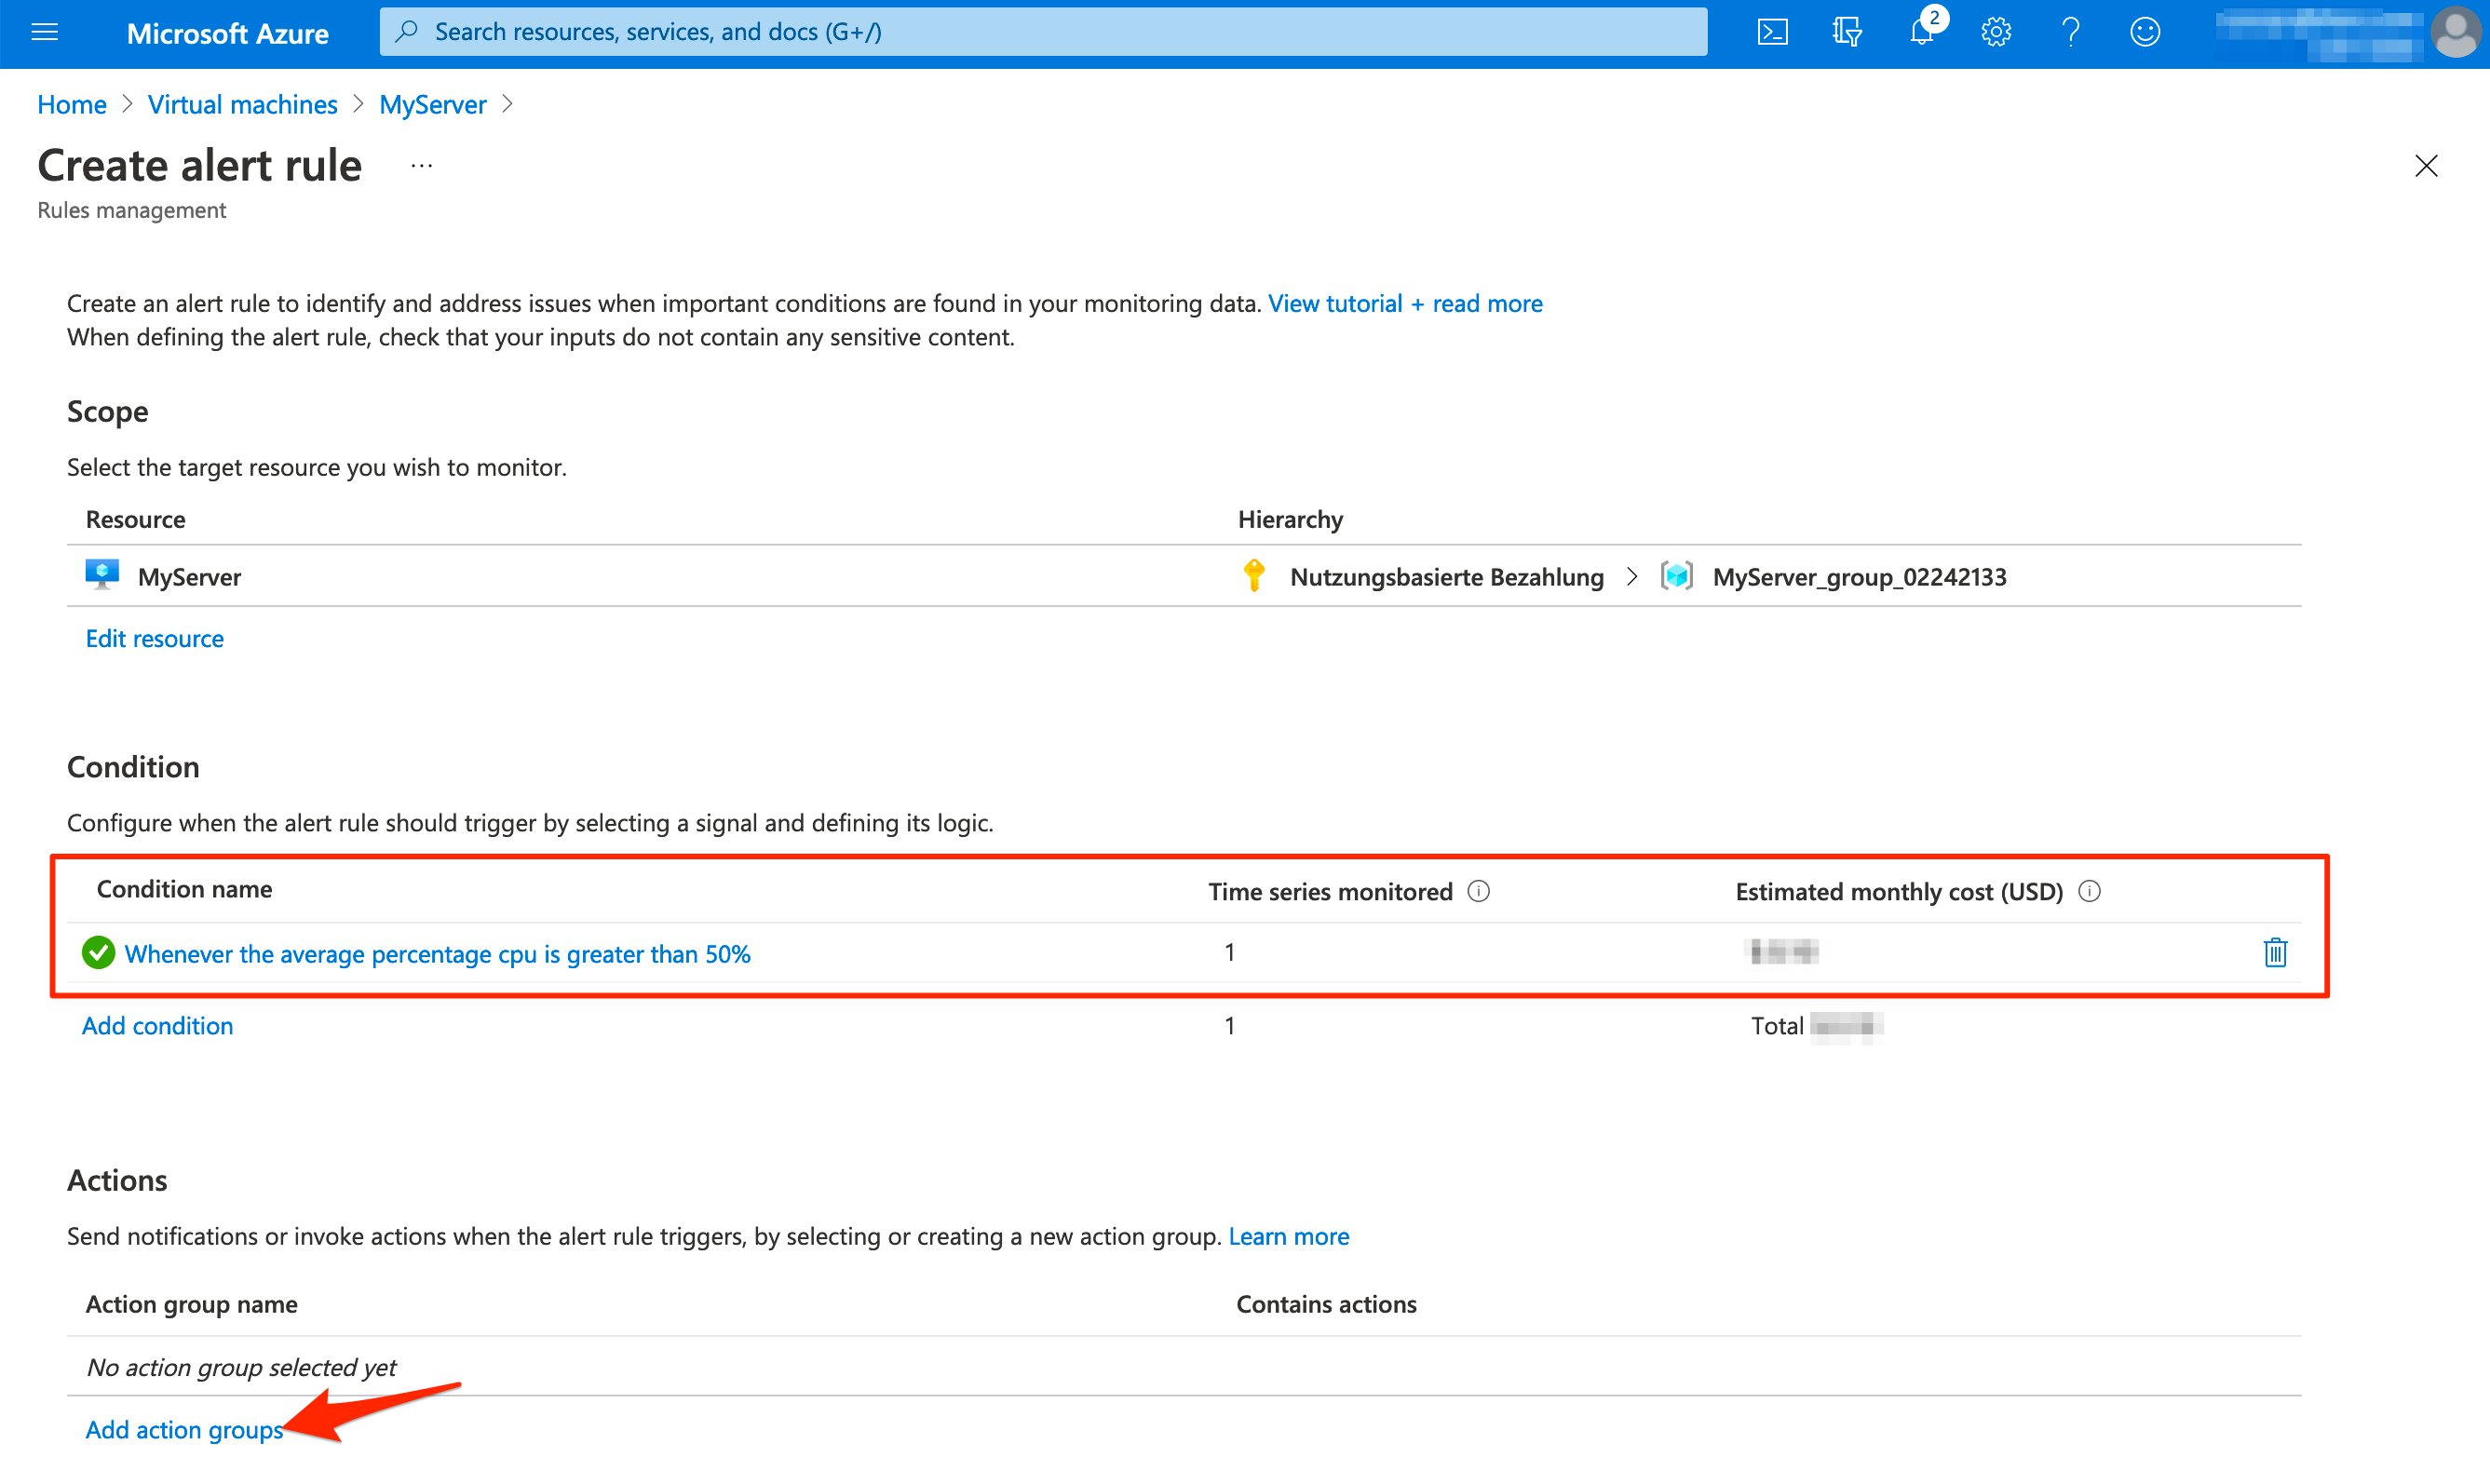 Microsoft Azure
Search resources, services, and docs (G+/)
2
Home > Virtual machines > MyServer >
Create alert rule ...
Rules management
Create an alert rule to identify and address issues when important conditions are found in your monitoring data. View tutorial + read more
When defining the alert rule, check that your inputs do not contain any sensitive content.
Scope
Select the target resource you wish to monitor.
Resource Hierarchy
MyServer Nutzungsbasierte Bezahlung > MyServer_group_02242133
Edit resource
Condition
Configure when the alert rule should trigger by selecting a signal and defining its logic.
Condition name Time series monitored Estimated monthly cost (USD)
Whenever the average percentage cpu is greater than 50% 1
Add condition 1 Total
Actions
Send notifications or invoke actions when the alert rule triggers, by selecting or creating a new action group. Learn more
Action group name Contains actions
No action group selected yet
Add action groups